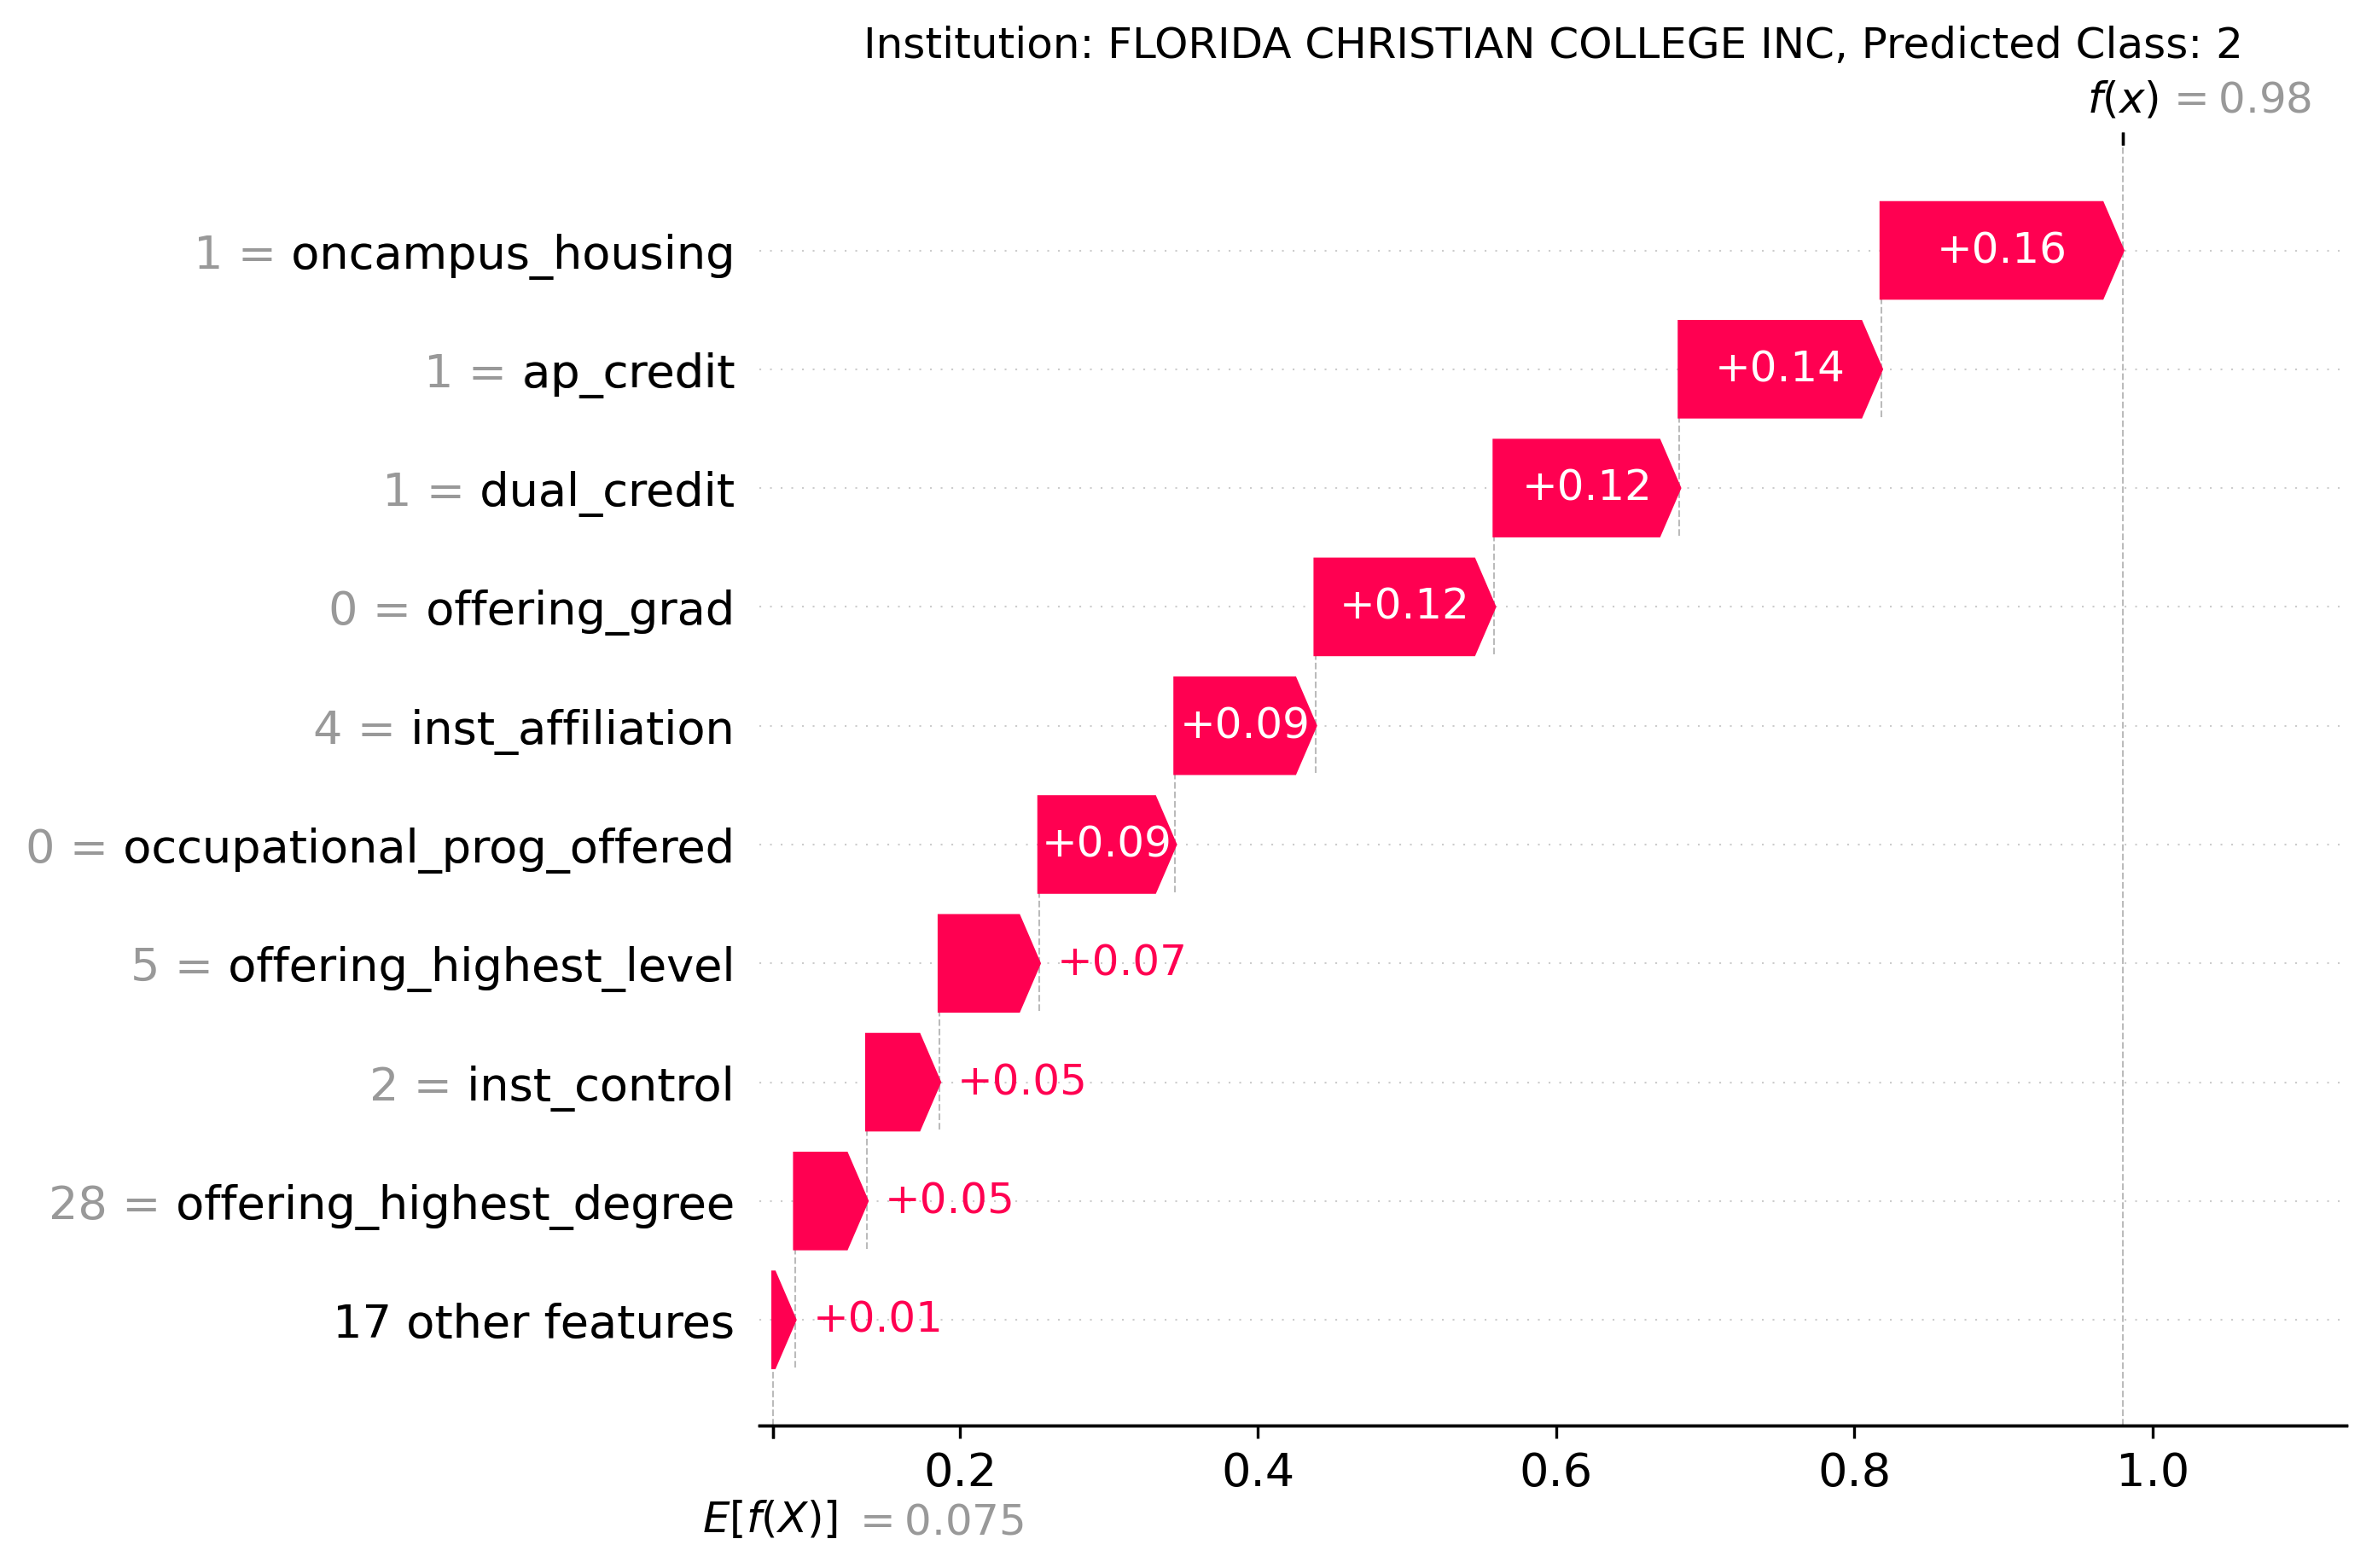 Institution: FLORIDA CHRISTIAN COLLEGE INC, Predicted Class: 2
f(x) = 0.98
1 = oncampus_housing +0.16
1 = ap_credit +0.14
1 = dual_credit +0.12
0 = offering_grad +0.12
4 = inst_affiliation +0.09
0 = occupational_prog_offered +0.09
5 = offering_highest_level +0.07
2 = inst_control +0.05
28 = offering_highest_degree +0.05
17 other features +0.01
0.2 0.4 0.6 0.8 1.0
E[f(X)] = 0.075